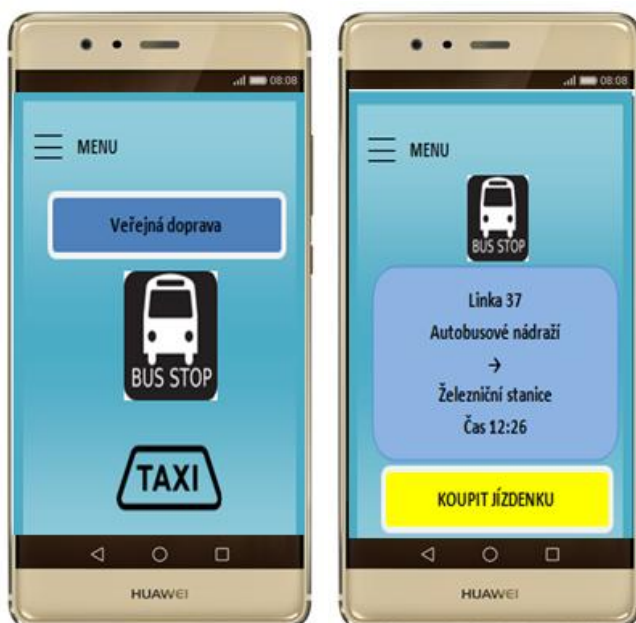 08:08
MENU
Veřejná doprava
BUS STOP
TAXI
HUAWEI
08:08
MENU
BUS STOP
Linka 37
Autobusové nádraží
→
Železniční stanice
Čas 12:26
KOUPIT JÍZDENKU
HUAWEI